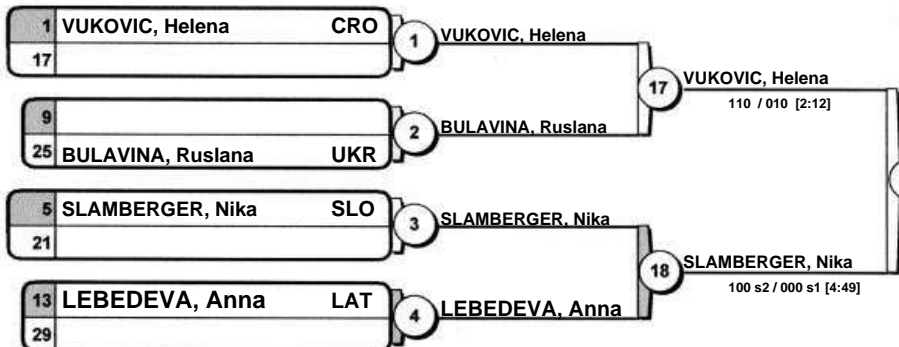 1 VUKOVIC, Helena CRO
17
1 VUKOVIC, Helena
9
25 BULAVINA, Ruslana UKR
2 BULAVINA, Ruslana
17 VUKOVIC, Helena
110 / 010 [2:12]
5 SLAMBERGER, Nika SLO
21
3 SLAMBERGER, Nika
13 LEBEDEVA, Anna LAT
29
4 LEBEDEVA, Anna
18 SLAMBERGER, Nika
100 s2 / 000 s1 [4:49]